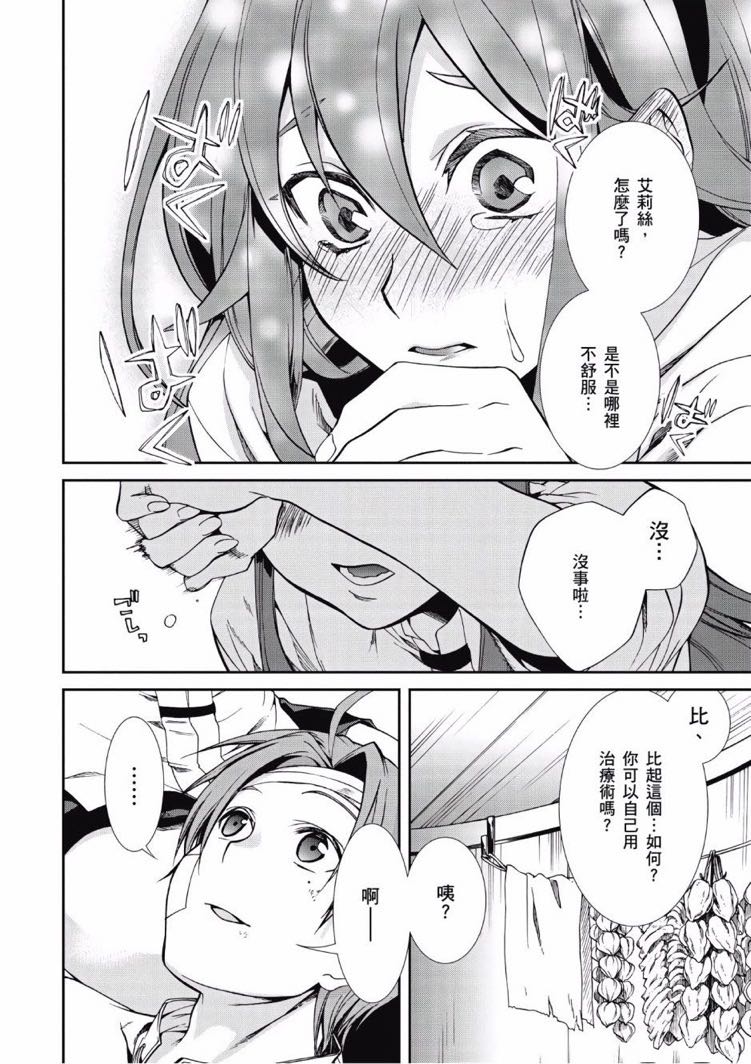 艾莉絲，
怎麼了嗎？
是不是哪裡
不舒服…
沒…
沒事啦…
比、
比起這個…如何？
你可以自己用
治療術嗎？
咦？
啊——
……